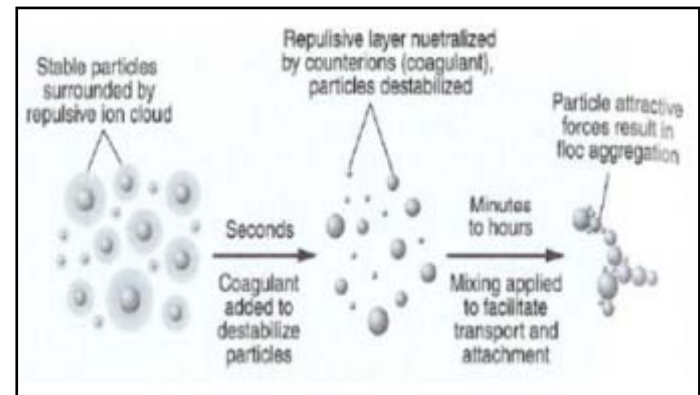 Stable particles
surrounded by
repulsive ion cloud
Repulisive layer nuetralized
by counterions (coagulant),
particles destabilized
Particle attractive
forces result in
floc aggregation
Seconds
Coagulant
added to
destabilize
particles
Minutes
to hours
Mixing applied
to facilitate
transport and
attachment